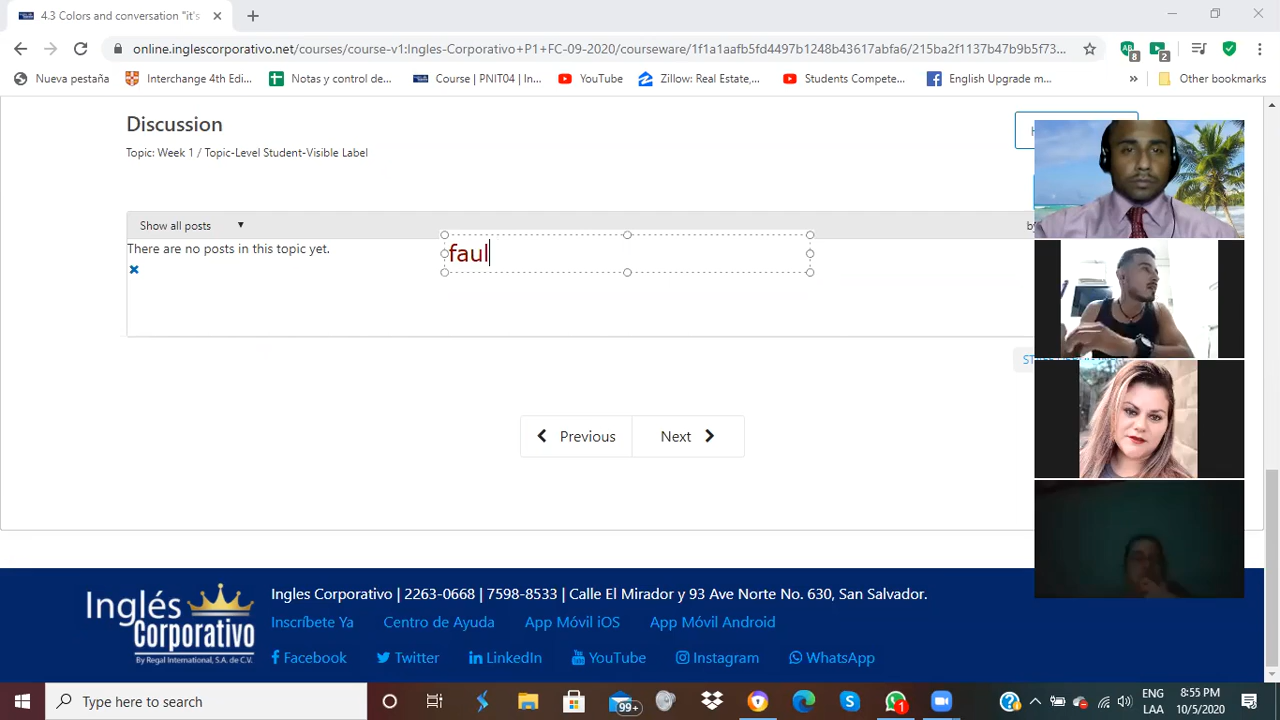 4.3 Colors and conversation "it's
online.inglescorporativo.net/courses/course-v1:Ingles-Corporativo+P1+FC-09-2020/courseware/1f1a1aafb5fd4497b1248b43617abfa6/215ba2f1137b47b9b5f73...
8
2
Nueva pestaña
Interchange 4th Edi...
Notas y control de...
Course | PNIT04 | In...
YouTube
Zillow: Real Estate,...
Students Compete...
English Upgrade m...
»
Other bookmarks
Discussion
Topic: Week 1 / Topic-Level Student-Visible Label
Show all posts
by
There are no posts in this topic yet.
faul
Previous
Next
Inglés Corporativo
By Regal International, S.A. de C.V.
Ingles Corporativo | 2263-0668 | 7598-8533 | Calle El Mirador y 93 Ave Norte No. 630, San Salvador.
Inscríbete Ya Centro de Ayuda App Móvil iOS App Móvil Android
Facebook Twitter LinkedIn YouTube Instagram WhatsApp
Type here to search
99+
1
ENG
LAA
8:55 PM
10/5/2020